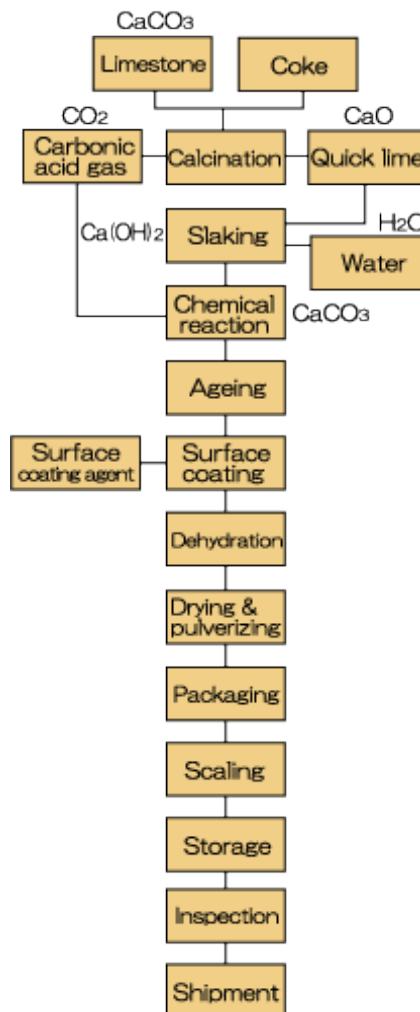 CaCO₃
Limestone
Coke
CO₂
CaO
Carbonic
acid gas
Calcination
Quick lime
Ca(OH)₂
Slaking
H₂O
Water
Chemical
reaction
CaCO₃
Ageing
Surface
coating agent
Surface
coating
Dehydration
Drying &
pulverizing
Packaging
Scaling
Storage
Inspection
Shipment